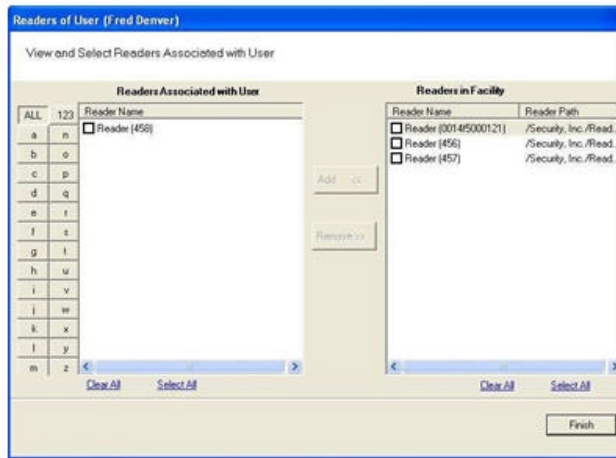 Readers of User (Fred Denver)
View and Select Readers Associated with User
Readers Associated with User
Readers in Facility
ALL 123 Reader Name
Reader Name Reader Path
Reader (458)
Reader (0014f5000121) /Security, Inc./Read...
Reader (456) /Security, Inc./Read...
Reader (457) /Security, Inc./Read...
a n
b o
c p
d q
e r
f s
g t
h u
i v
j w
k x
l y
m z
Add <<
Remove >>
Clear All Select All
Clear All Select All
Finish